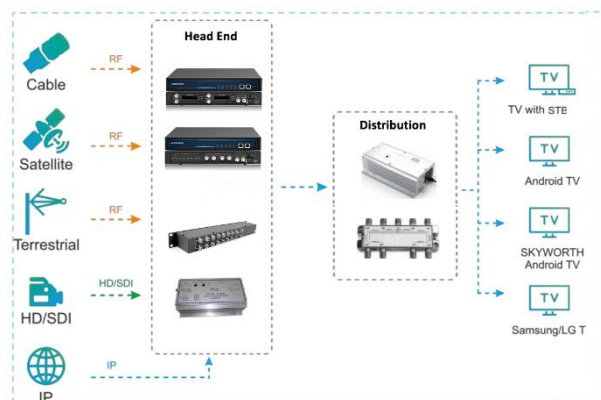 Head End
RF
Cable
RF
Satellite
RF
Terrestrial
HD/SDI
HD/SDI
IP
IP
Distribution
TV
TV with STB
TV
Android TV
TV
SKYWORTH
Android TV
TV
Samsung/LG T